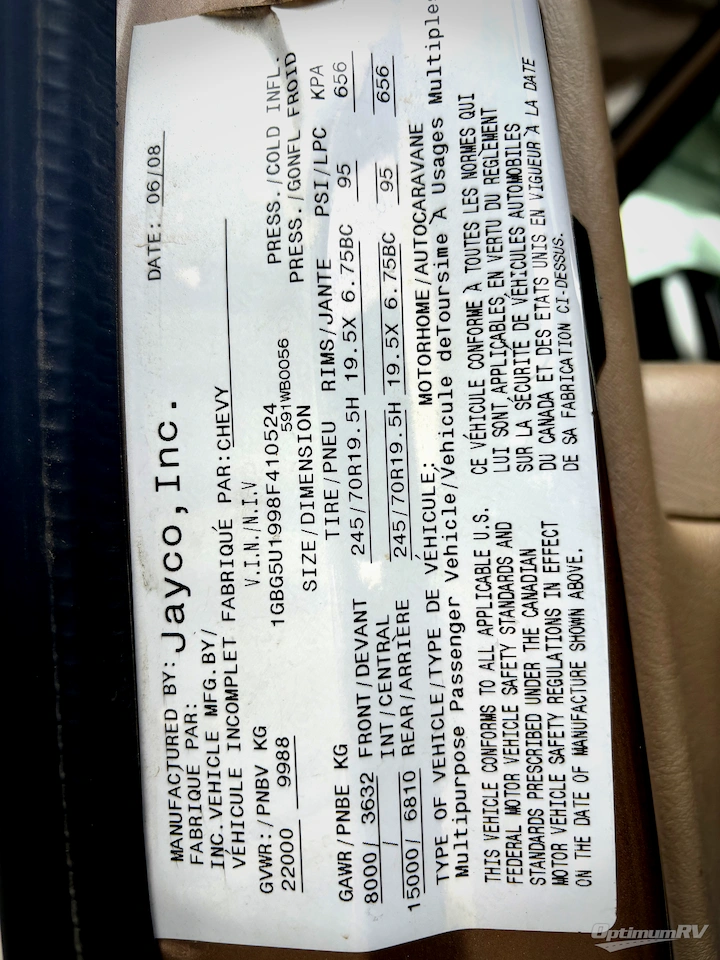 MANUFACTURED BY: Jayco, Inc. DATE: 06/08
FABRIQUE PAR:
INC. VEHICLE MFG. BY/
VÉHICULE INCOMPLET FABRIQUÉ PAR: CHEVY
GVWR:/PNBV KG V.I.N./N.I.V
22000 9988 1GBG5U1998F410524
591WB0056
SIZE/DIMENSION PRESS./COLD INFL.
TIRE/PNEU RIMS/JANTE PRESS./GONFL FROID
GAWR/PNBE KG PSI/LPC KPA
8000/ 3632 FRONT/DEVANT 245/70R19.5H 19.5X 6.75BC 95 656
INT/CENTRAL
15000/ 6810 REAR/ARRIÈRE 245/70R19.5H 19.5X 6.75BC 95 656
TYPE OF VEHICLE/TYPE DE VÉHICULE: MOTORHOME/AUTOCARAVANE
Multipurpose Passenger Vehicle/Véhicule deToursime À Usages Multiples
THIS VEHICLE CONFORMS TO ALL APPLICABLE U.S.
FEDERAL MOTOR VEHICLE SAFETY STANDARDS AND
STANDARDS PRESCRIBED UNDER THE CANADIAN
MOTOR VEHICLE SAFETY REGULATIONS IN EFFECT
ON THE DATE OF MANUFACTURE SHOWN ABOVE.
CE VÉHICULE CONFORME À TOUTES LES NORMES QUI
LUI SONT APPLICABLES EN VERTU DU REGLEMENT
SUR LA SÉCURITÉ DE VÉHICULES AUTOMOBILES
DU CANADA ET DES ETATS UNIS EN VIGUEUR À LA DATE
DE SA FABRICATION CI-DESSUS.
OptimumRV